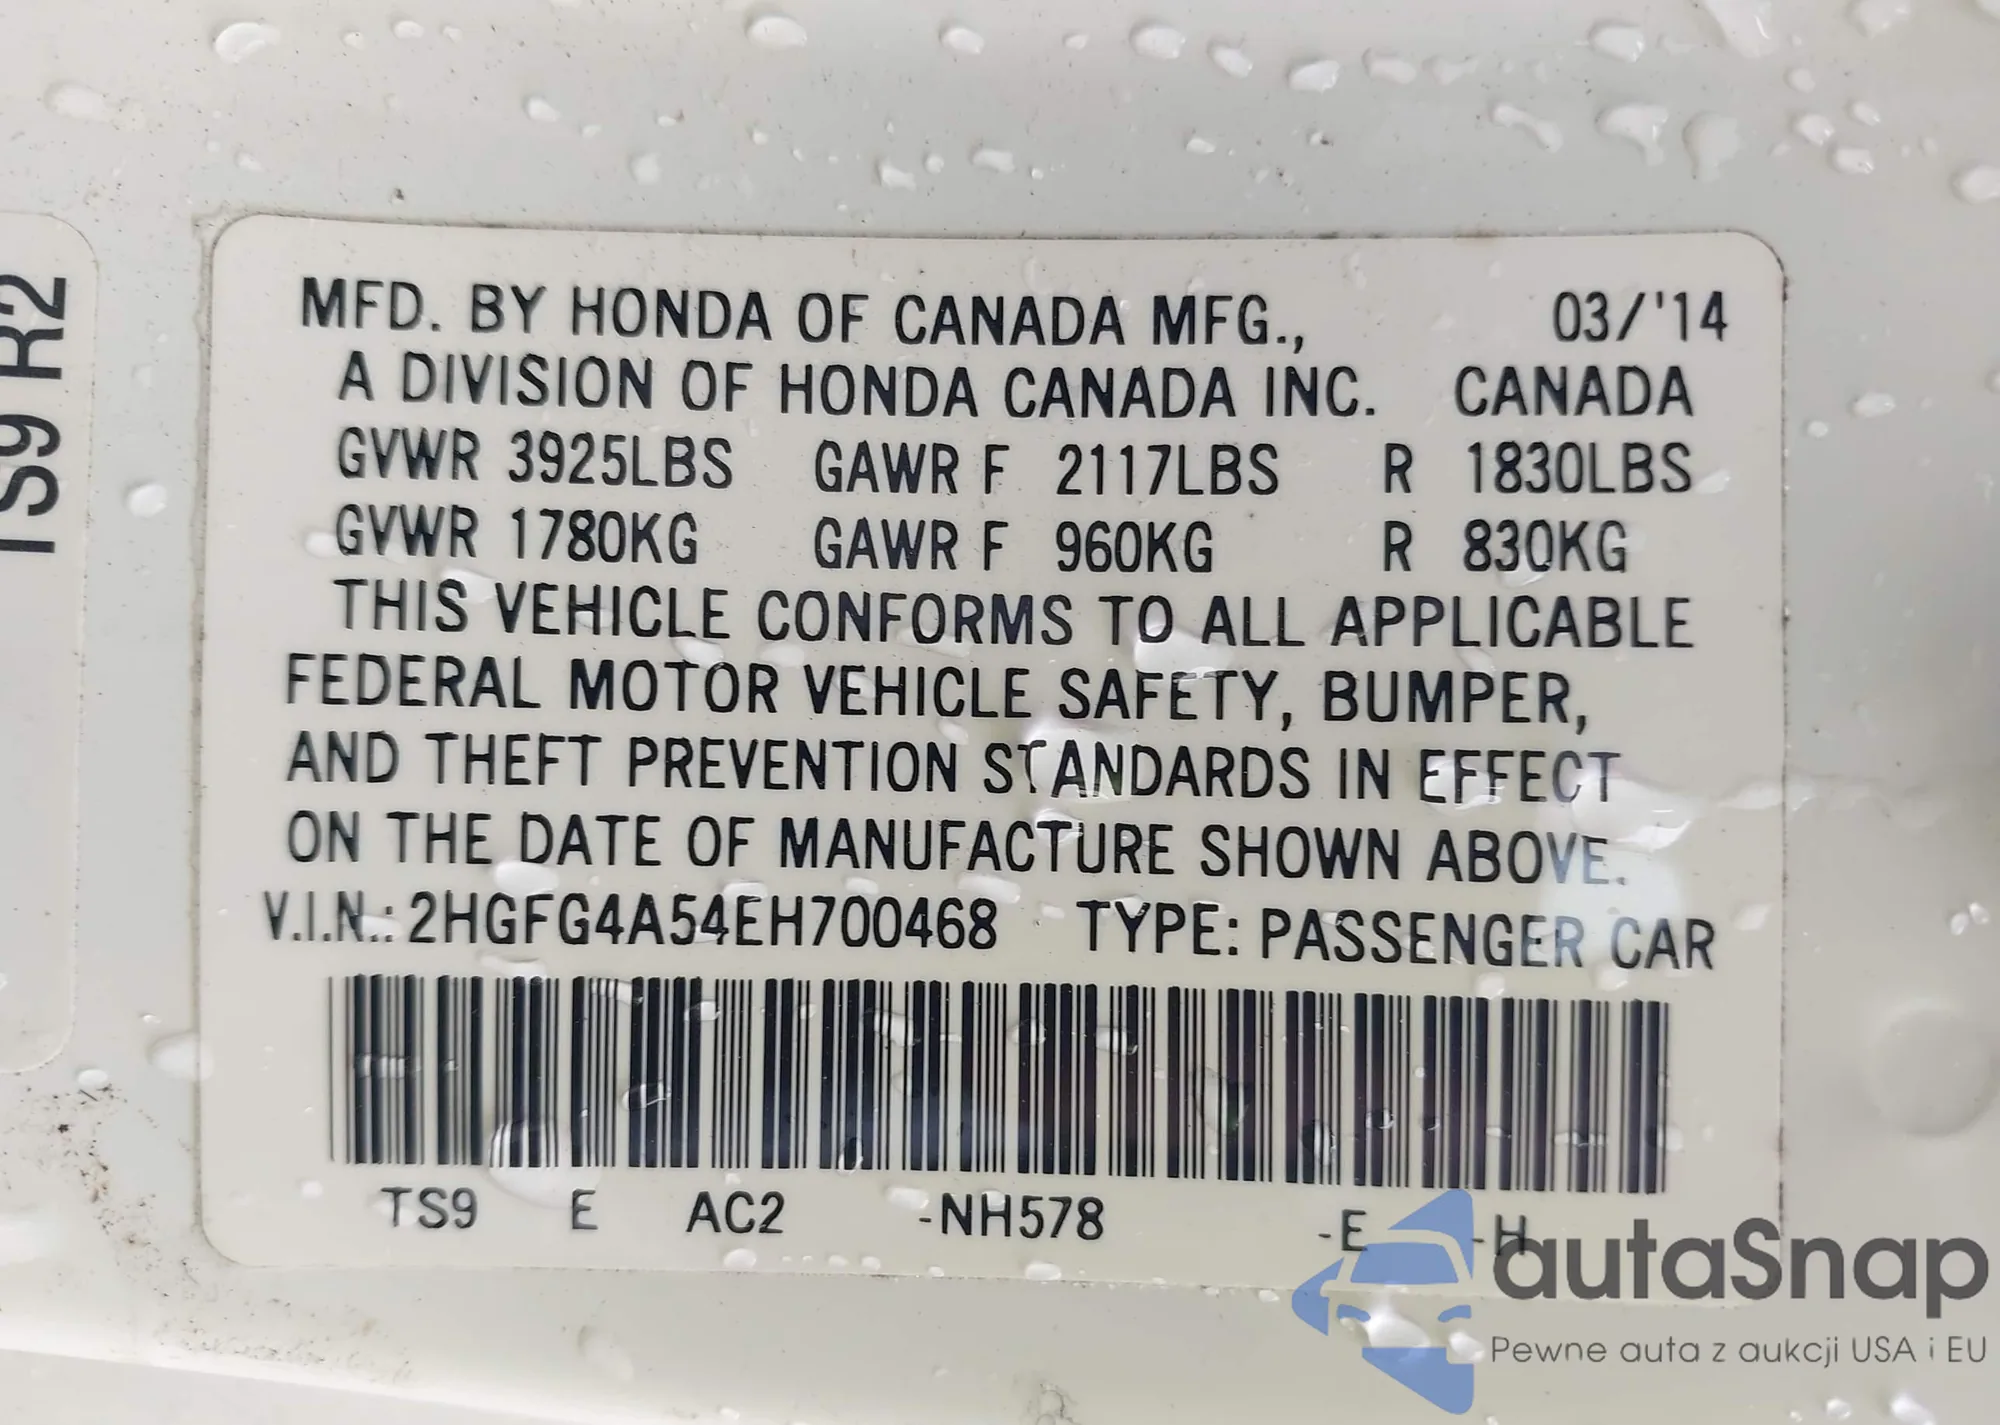 TS9 R2
MFD. BY HONDA OF CANADA MFG., 03/'14
A DIVISION OF HONDA CANADA INC. CANADA
GVWR 3925LBS GAWR F 2117LBS R 1830LBS
GVWR 1780KG GAWR F 960KG R 830KG
THIS VEHICLE CONFORMS TO ALL APPLICABLE
FEDERAL MOTOR VEHICLE SAFETY, BUMPER,
AND THEFT PREVENTION STANDARDS IN EFFECT
ON THE DATE OF MANUFACTURE SHOWN ABOVE.
V.I.N.: 2HGFG4A54EH700468 TYPE: PASSENGER CAR
TS9 E AC2 -NH578 -E -H
autaSnap
Pewne auta z aukcji USA i EU